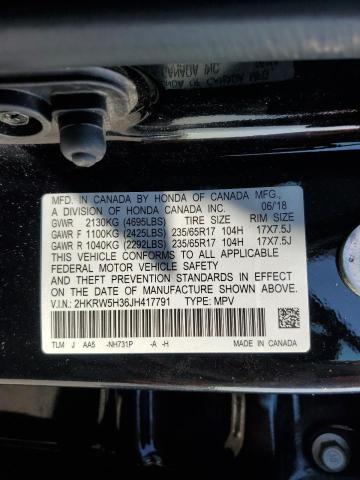 MFD. IN CANADA BY HONDA OF CANADA MFG.,
A DIVISION OF HONDA CANADA INC. 06/18
GVWR 2130KG (4695LBS) TIRE SIZE RIM SIZE
GAWR F 1100KG (2425LBS) 235/65R17 104H 17X7.5J
GAWR R 1040KG (2292LBS) 235/65R17 104H 17X7.5J
THIS VEHICLE CONFORMS TO ALL APPLICABLE
FEDERAL MOTOR VEHICLE SAFETY
AND THEFT PREVENTION STANDARDS IN EFFECT
ON THE DATE OF MANUFACTURE SHOWN ABOVE.
V.I.N.: 2HKRW5H36JH417791 TYPE: MPV
TLM J AA5 -NH731P -A -H MADE IN CANADA